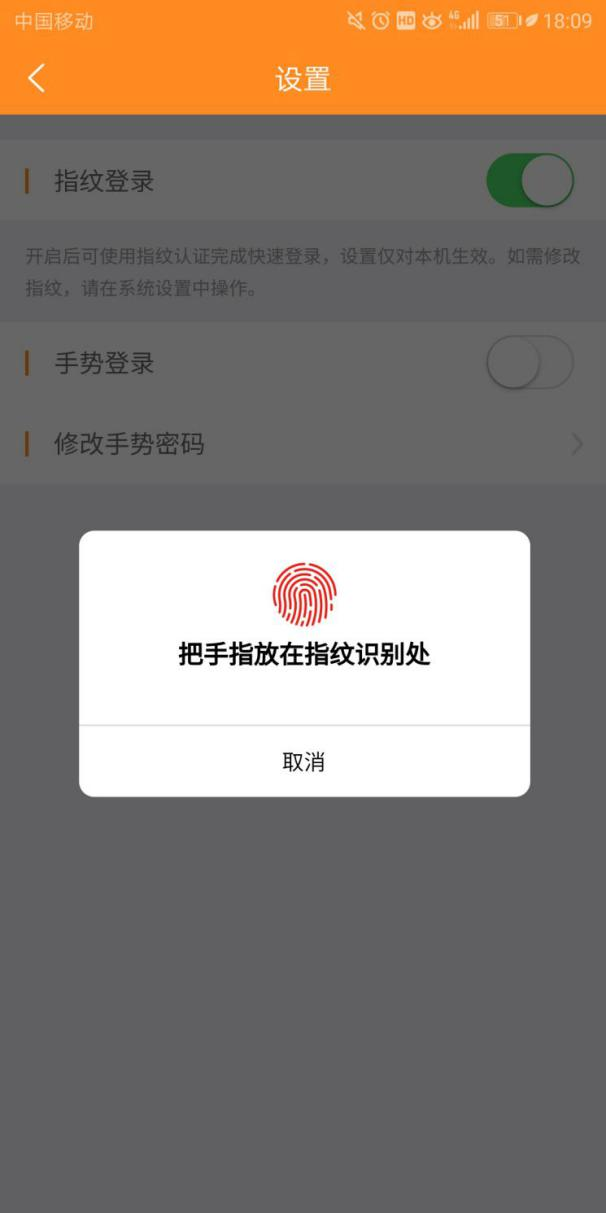 中国移动 HD 4G 51 18:09
设置
指纹登录
开启后可使用指纹认证完成快速登录，设置仅对本机生效。如需修改
指纹，请在系统设置中操作。
手势登录
修改手势密码
把手指放在指纹识别处
取消